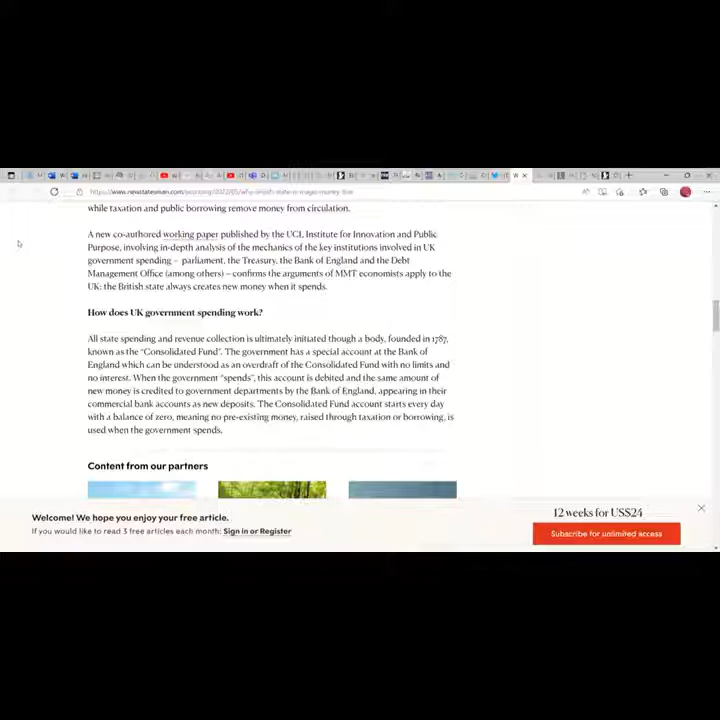 while taxation and public borrowing remove money from circulation.
A new co-authored working paper published by the UCL Institute for Innovation and Public
Purpose, involving in-depth analysis of the mechanics of the key institutions involved in UK
government spending – parliament, the Treasury, the Bank of England and the Debt
Management Office (among others) – confirms the arguments of MMT economists apply to the
UK: the British state always creates new money when it spends.
How does UK government spending work?
All state spending and revenue collection is ultimately initiated though a body, founded in 1787,
known as the “Consolidated Fund”. The government has a special account at the Bank of
England which can be understood as an overdraft of the Consolidated Fund with no limits and
no interest. When the government “spends”, this account is debited and the same amount of
new money is credited to government departments by the Bank of England, appearing in their
commercial bank accounts as new deposits. The Consolidated Fund account starts every day
with a balance of zero, meaning no pre-existing money, raised through taxation or borrowing, is
used when the government spends.
Content from our partners
Welcome! We hope you enjoy your free article.
If you would like to read 3 free articles each month: Sign in or Register
12 weeks for US$24
Subscribe for unlimited access